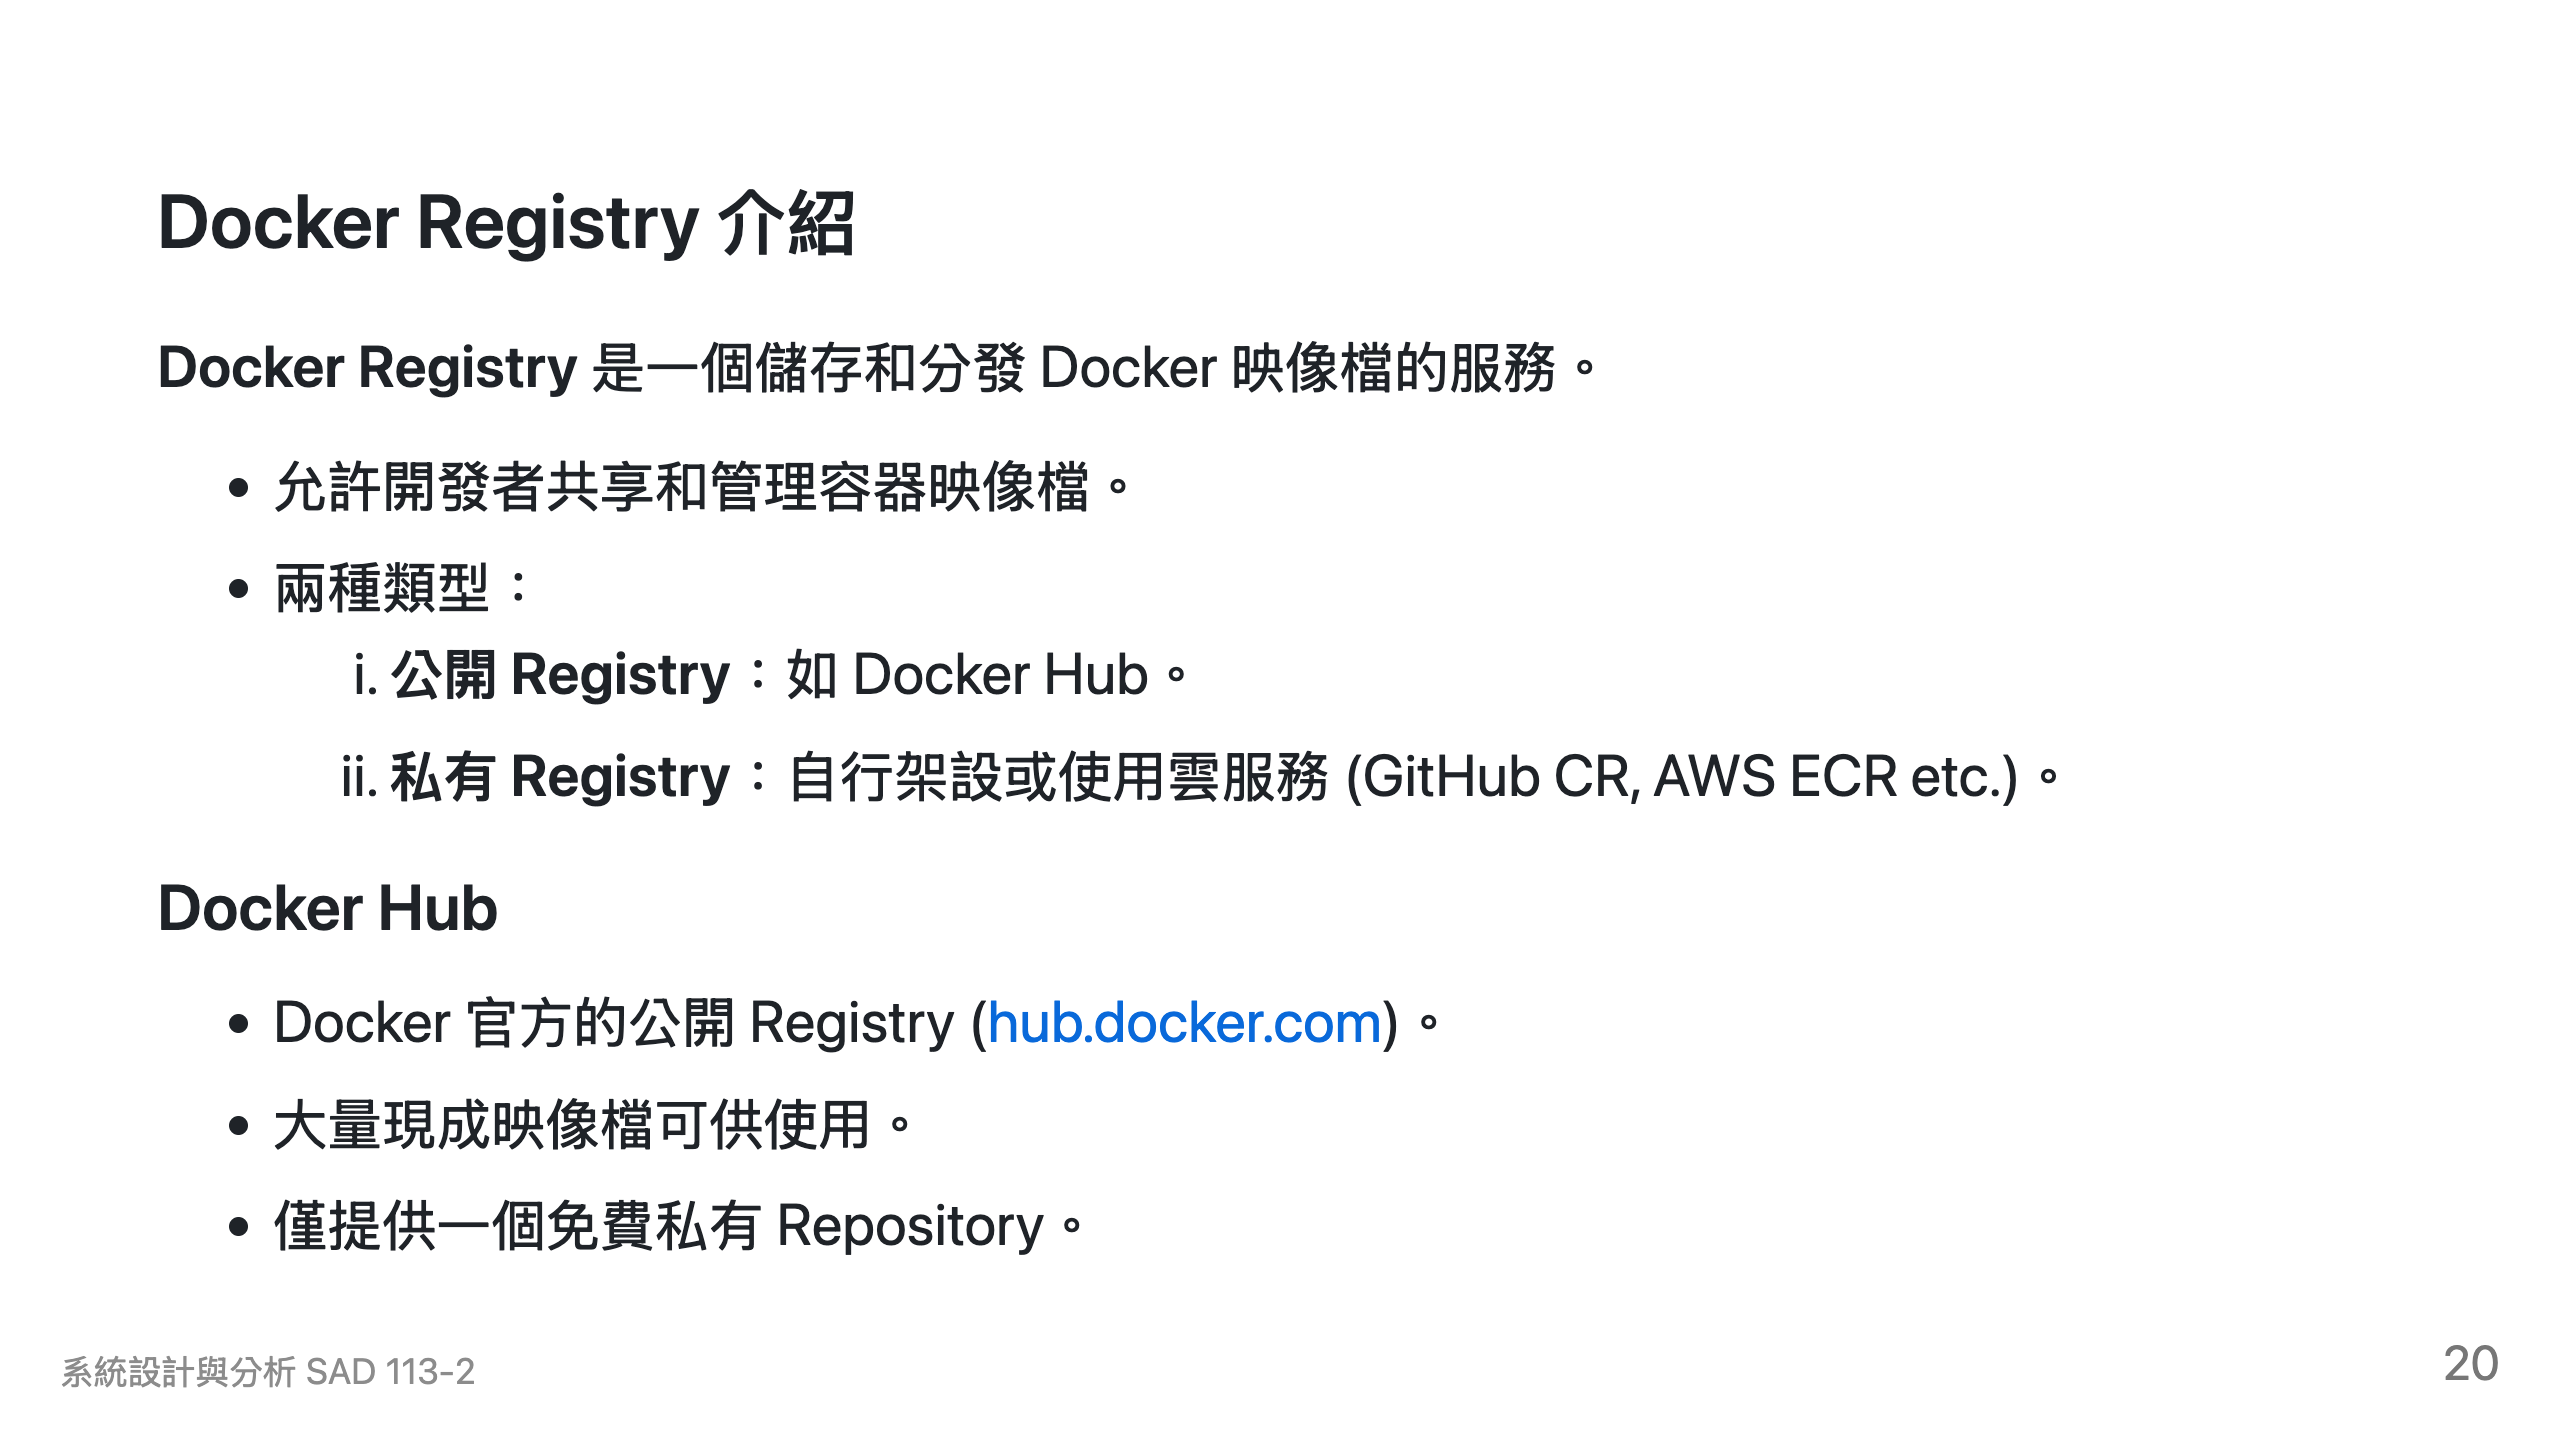 Docker Registry 介紹
Docker Registry 是一個儲存和分發 Docker 映像檔的服務。
• 允許開發者共享和管理容器映像檔。
• 兩種類型：
i. 公開 Registry：如 Docker Hub。
ii. 私有 Registry：自行架設或使用雲服務 (GitHub CR, AWS ECR etc.)。
Docker Hub
• Docker 官方的公開 Registry (hub.docker.com)。
• 大量現成映像檔可供使用。
• 僅提供一個免費私有 Repository。
系統設計與分析 SAD 113-2
20